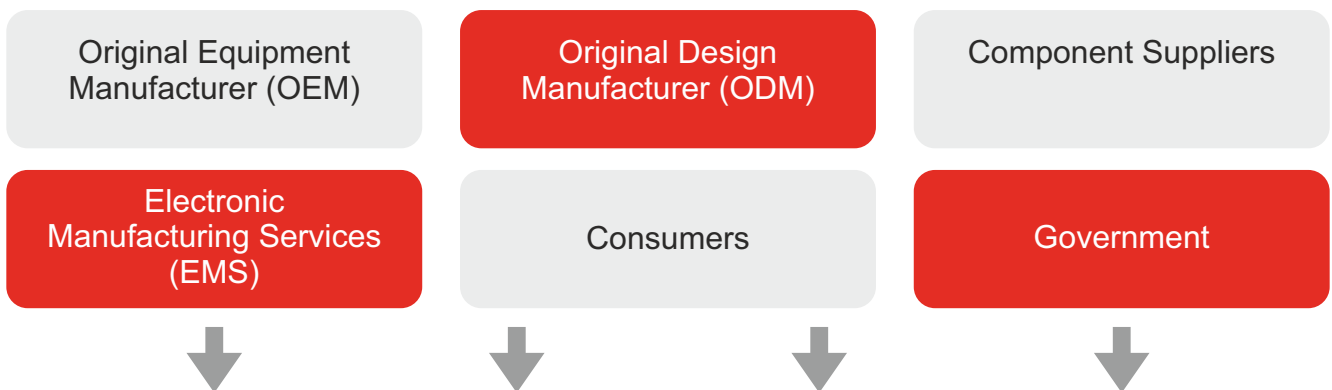 Original Equipment
Manufacturer (OEM)
Original Design
Manufacturer (ODM)
Component Suppliers
Electronic
Manufacturing Services
(EMS)
Consumers
Government